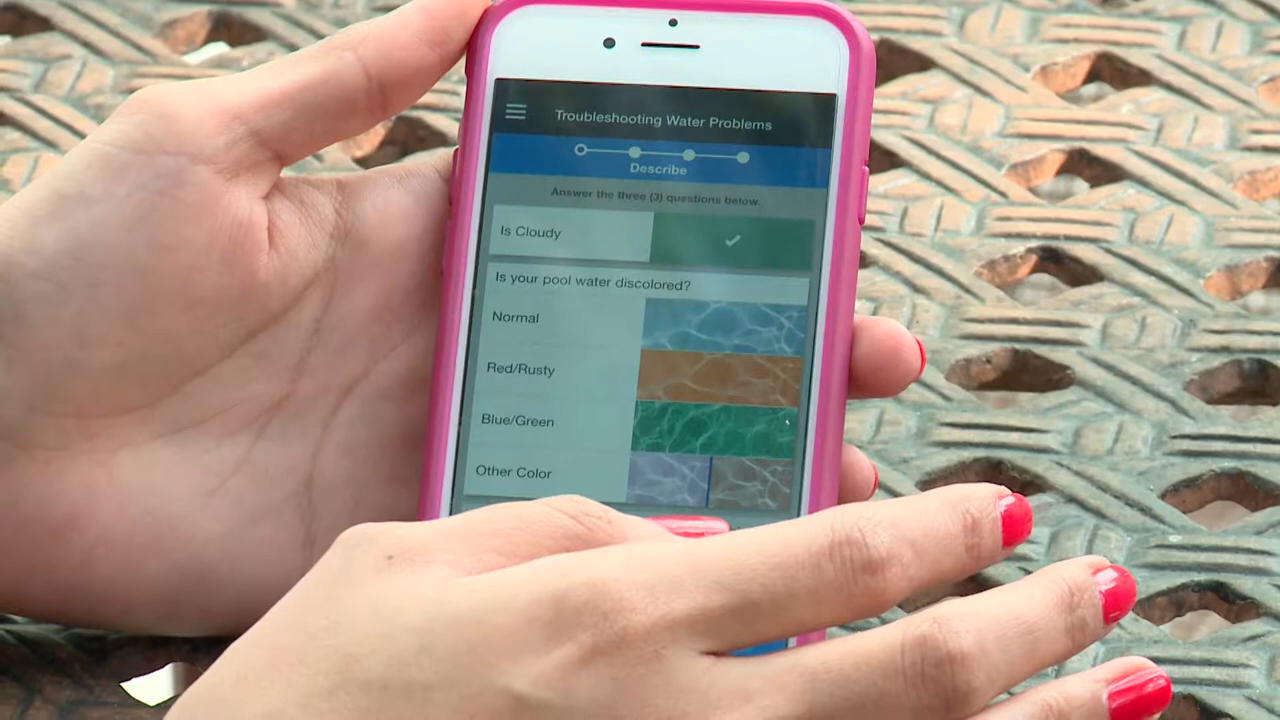 Troubleshooting Water Problems
Describe
Answer the three (3) questions below.
Is Cloudy
Is your pool water discolored?
Normal
Red/Rusty
Blue/Green
Other Color